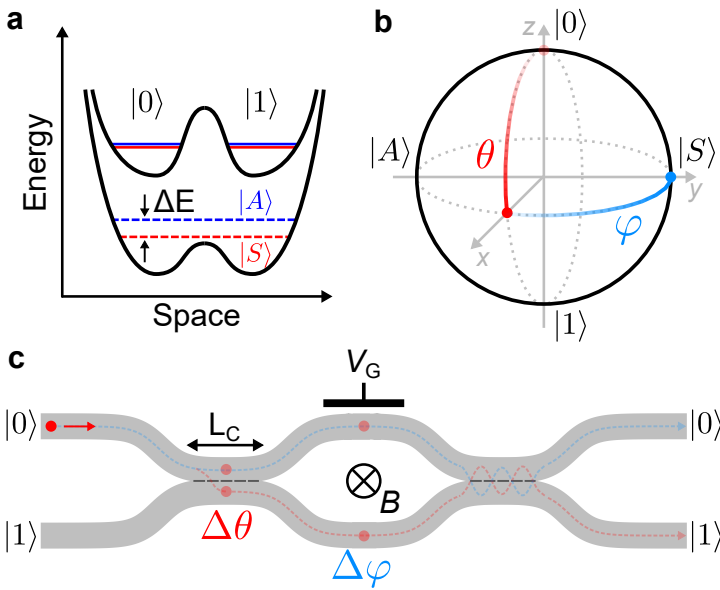 a
Energy
|0⟩ |1⟩
ΔE |A⟩
|S⟩
Space
b
z |0⟩
|A⟩ θ |S⟩
y
φ
x
|1⟩
c
V_G
|0⟩ L_C |0⟩
B
|1⟩ Δθ Δφ |1⟩